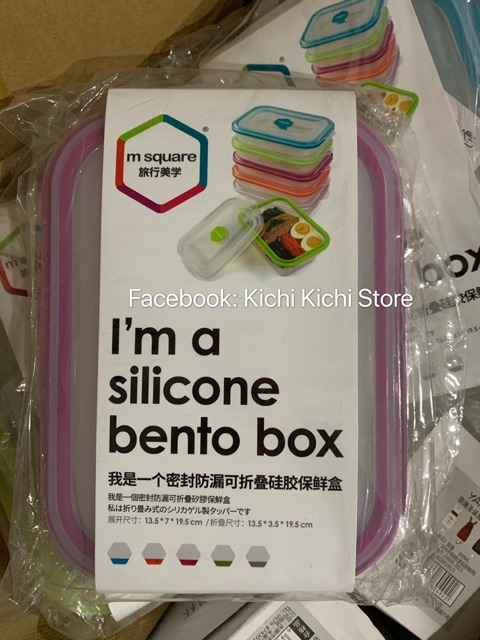 m square®
旅行美学
Facebook: Kichi Kichi Store
I'm a
silicone
bento box
我是一个密封防漏可折叠硅胶保鲜盒
我是一個密封防漏可折疊矽膠保鮮盒
私は折り畳み式のシリカゲル製タッパーです
展开尺寸：13.5*7*19.5 cm /折叠尺寸：13.5*3.5*19.5 cm